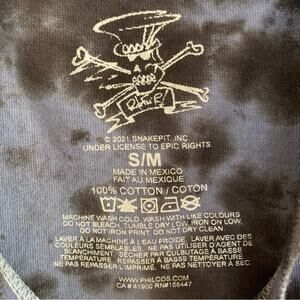 © 2021 SNAKEPIT, INC
UNDER LICENSE TO EPIC RIGHTS.
S/M
MADE IN MEXICO
FAIT AU MEXIQUE
100% COTTON / COTON
MACHINE WASH COLD. WASH WITH LIKE COLOURS
DO NOT BLEACH, TUMBLE DRY LOW. IRON ON LOW.
DO NOT IRON PRINT. DO NOT DRY CLEAN.
LAVER À LA MACHINE À L'EAU FROIDE. LAVER AVEC DES
COULEURS SEMBLABLES. NE PAS UTILISER D'AGENT DE
BLANCHIMENT. SÉCHER PAR CULBUTAGE À BASSE
TEMPÉRATURE. REPASSER À BASSE TEMPÉRATURE.
NE PAS REPASSER L'IMPRIMÉ. NE PAS NETTOYER À SEC.
WWW.PHILCOS.COM
CA# 41900 RN#158447